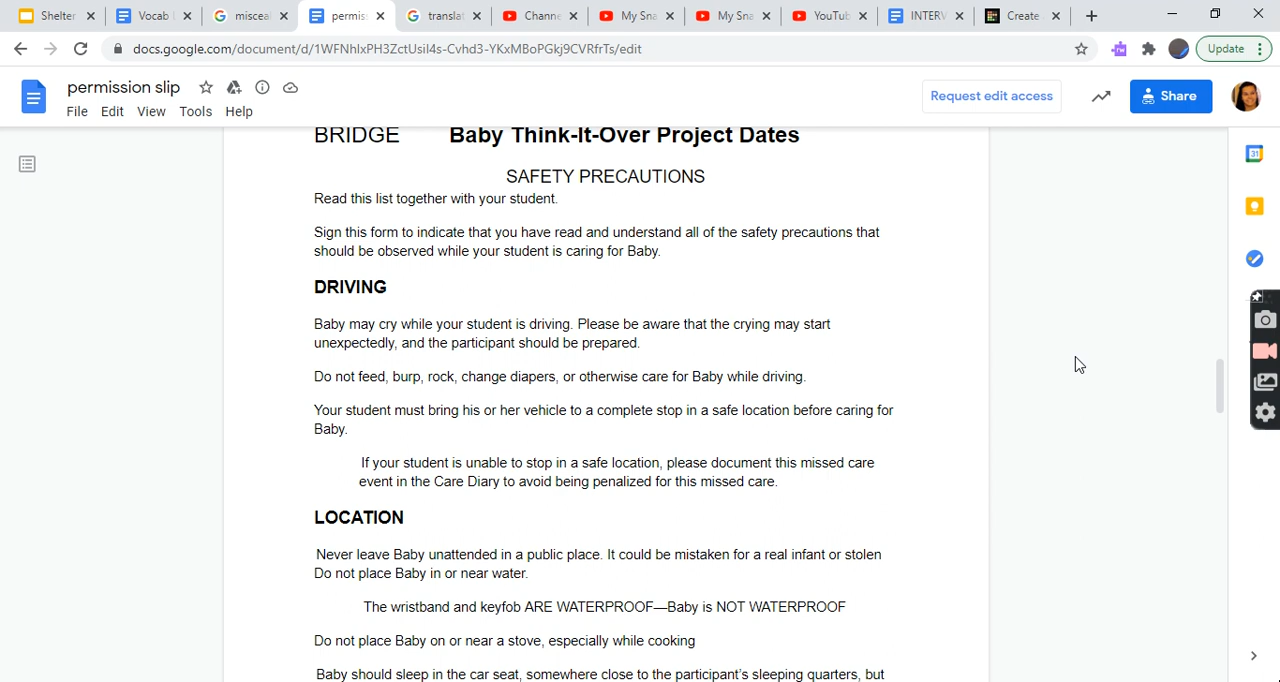 Shelter
Vocab
misceal
permiss
translat
Channe
My Sna
My Sna
YouTub
INTERV
Create
docs.google.com/document/d/1WFNhlxPH3ZctUsil4s-Cvhd3-YKxMBoPGkj9CVRfrTs/edit
Update
permission slip
File Edit View Tools Help
Request edit access
Share
31
BRIDGE Baby Think-It-Over Project Dates
SAFETY PRECAUTIONS
Read this list together with your student.
Sign this form to indicate that you have read and understand all of the safety precautions that
should be observed while your student is caring for Baby.
DRIVING
Baby may cry while your student is driving. Please be aware that the crying may start
unexpectedly, and the participant should be prepared.
Do not feed, burp, rock, change diapers, or otherwise care for Baby while driving.
Your student must bring his or her vehicle to a complete stop in a safe location before caring for
Baby.
If your student is unable to stop in a safe location, please document this missed care
event in the Care Diary to avoid being penalized for this missed care.
LOCATION
Never leave Baby unattended in a public place. It could be mistaken for a real infant or stolen
Do not place Baby in or near water.
The wristband and keyfob ARE WATERPROOF—Baby is NOT WATERPROOF
Do not place Baby on or near a stove, especially while cooking
Baby should sleep in the car seat, somewhere close to the participant's sleeping quarters, but